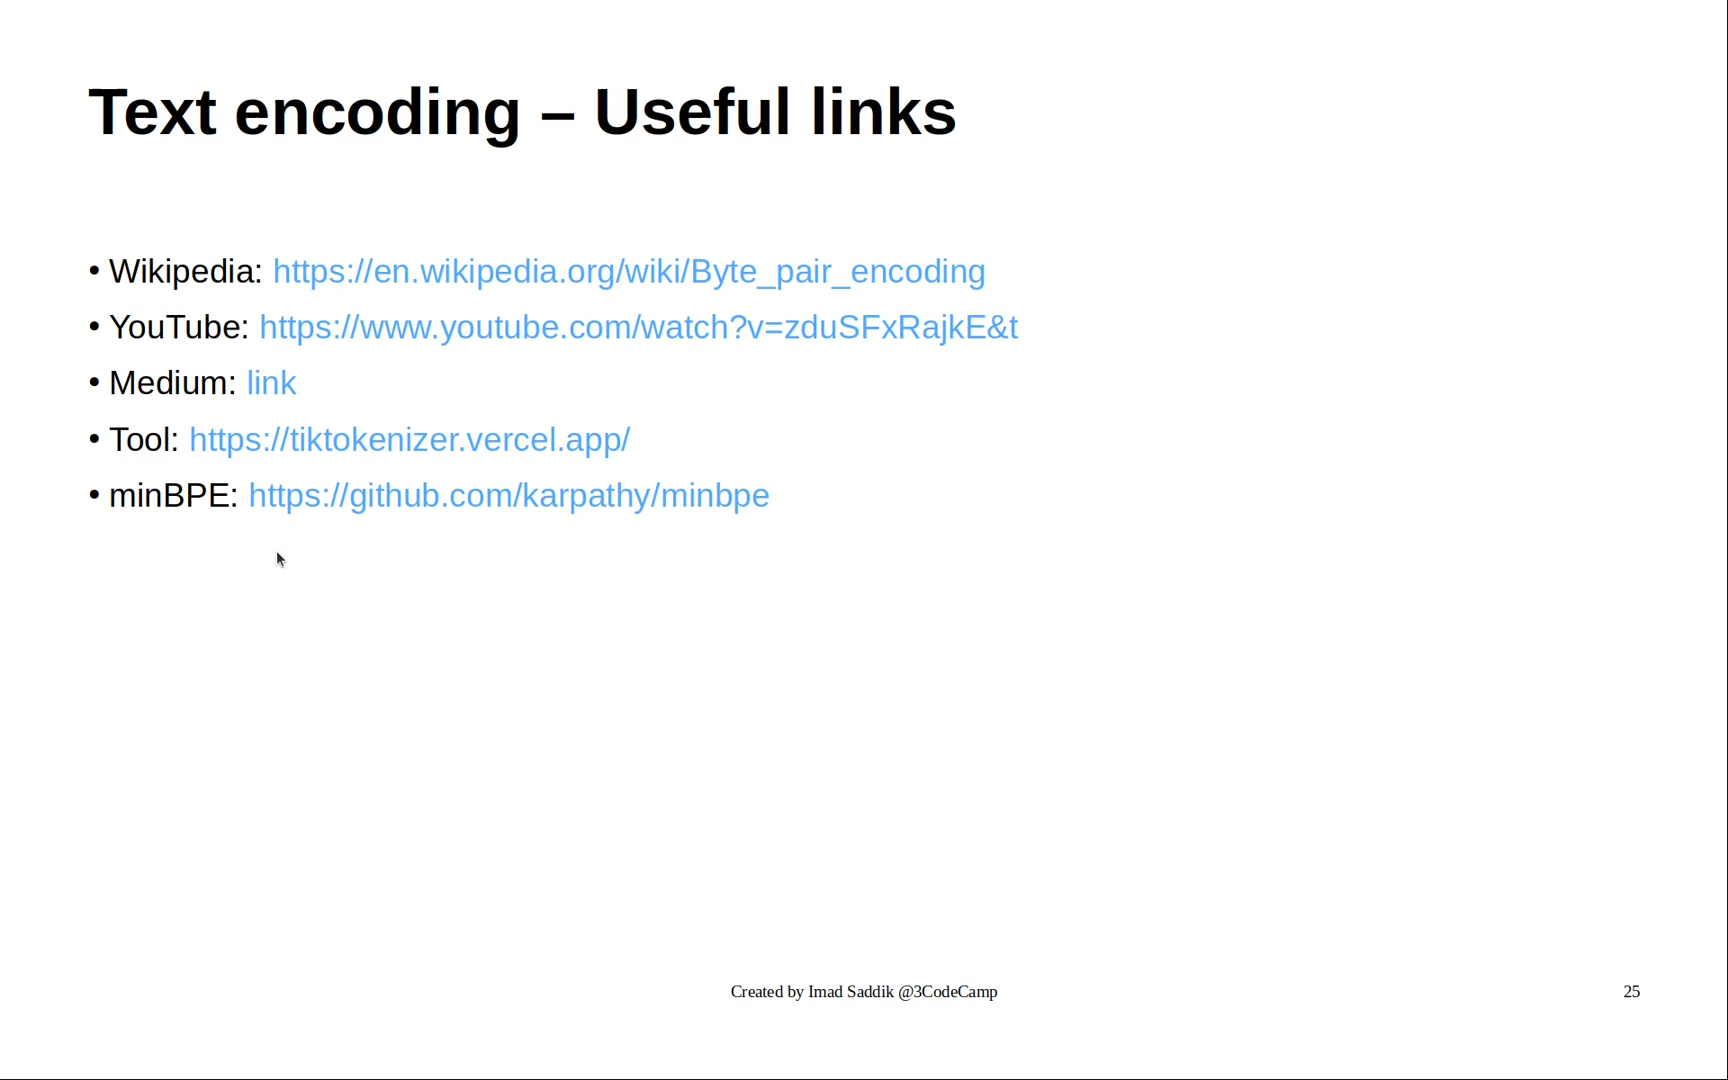 Text encoding – Useful links
• Wikipedia: https://en.wikipedia.org/wiki/Byte_pair_encoding
• YouTube: https://www.youtube.com/watch?v=zduSFxRajkE&t
• Medium: link
• Tool: https://tiktokenizer.vercel.app/
• minBPE: https://github.com/karpathy/minbpe
Created by Imad Saddik @3CodeCamp
25